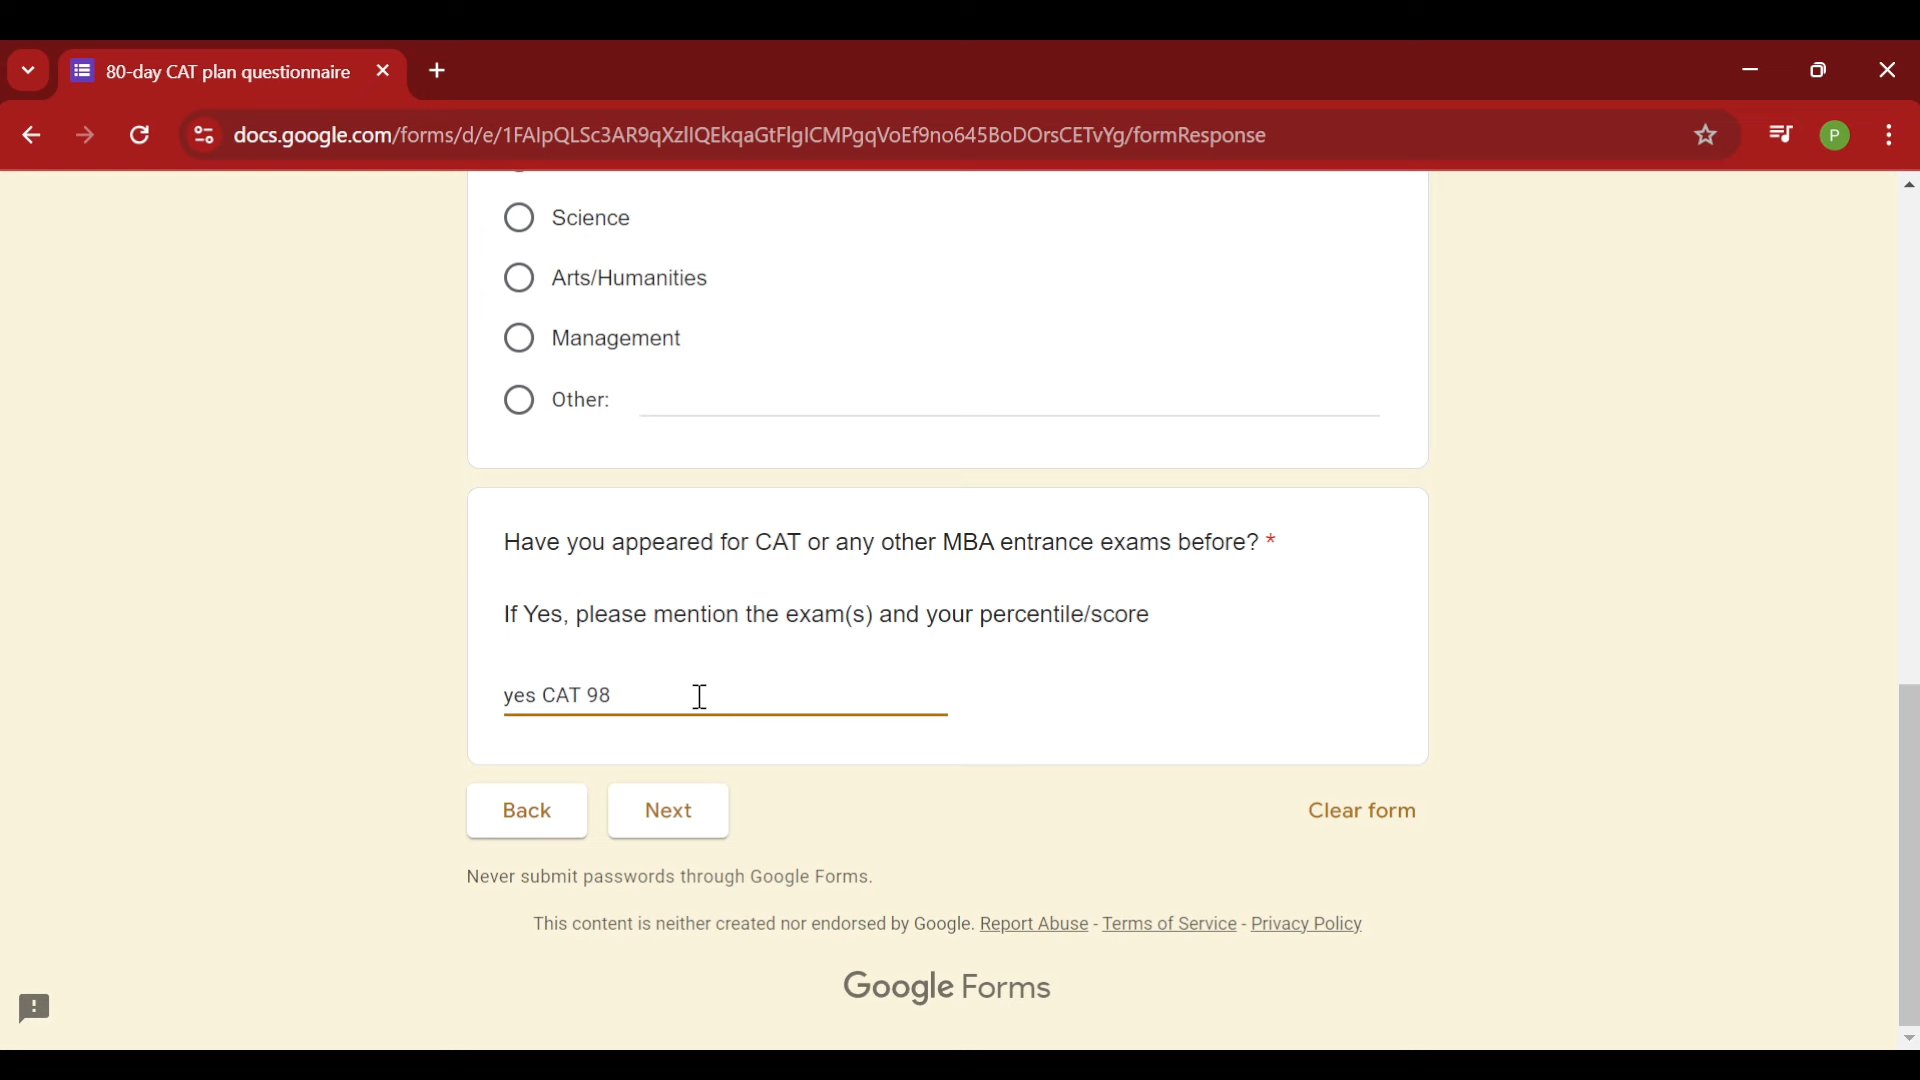 80-day CAT plan questionnaire
docs.google.com/forms/d/e/1FAIpQLSc3AR9qXzlIQEkqaGtFlgICMPgqVoEf9no645BoDOrsCETvYg/formResponse
P
Science
Arts/Humanities
Management
Other:
Have you appeared for CAT or any other MBA entrance exams before? *
If Yes, please mention the exam(s) and your percentile/score
yes CAT 98
Back
Next
Clear form
Never submit passwords through Google Forms.
This content is neither created nor endorsed by Google. Report Abuse - Terms of Service - Privacy Policy
Google Forms